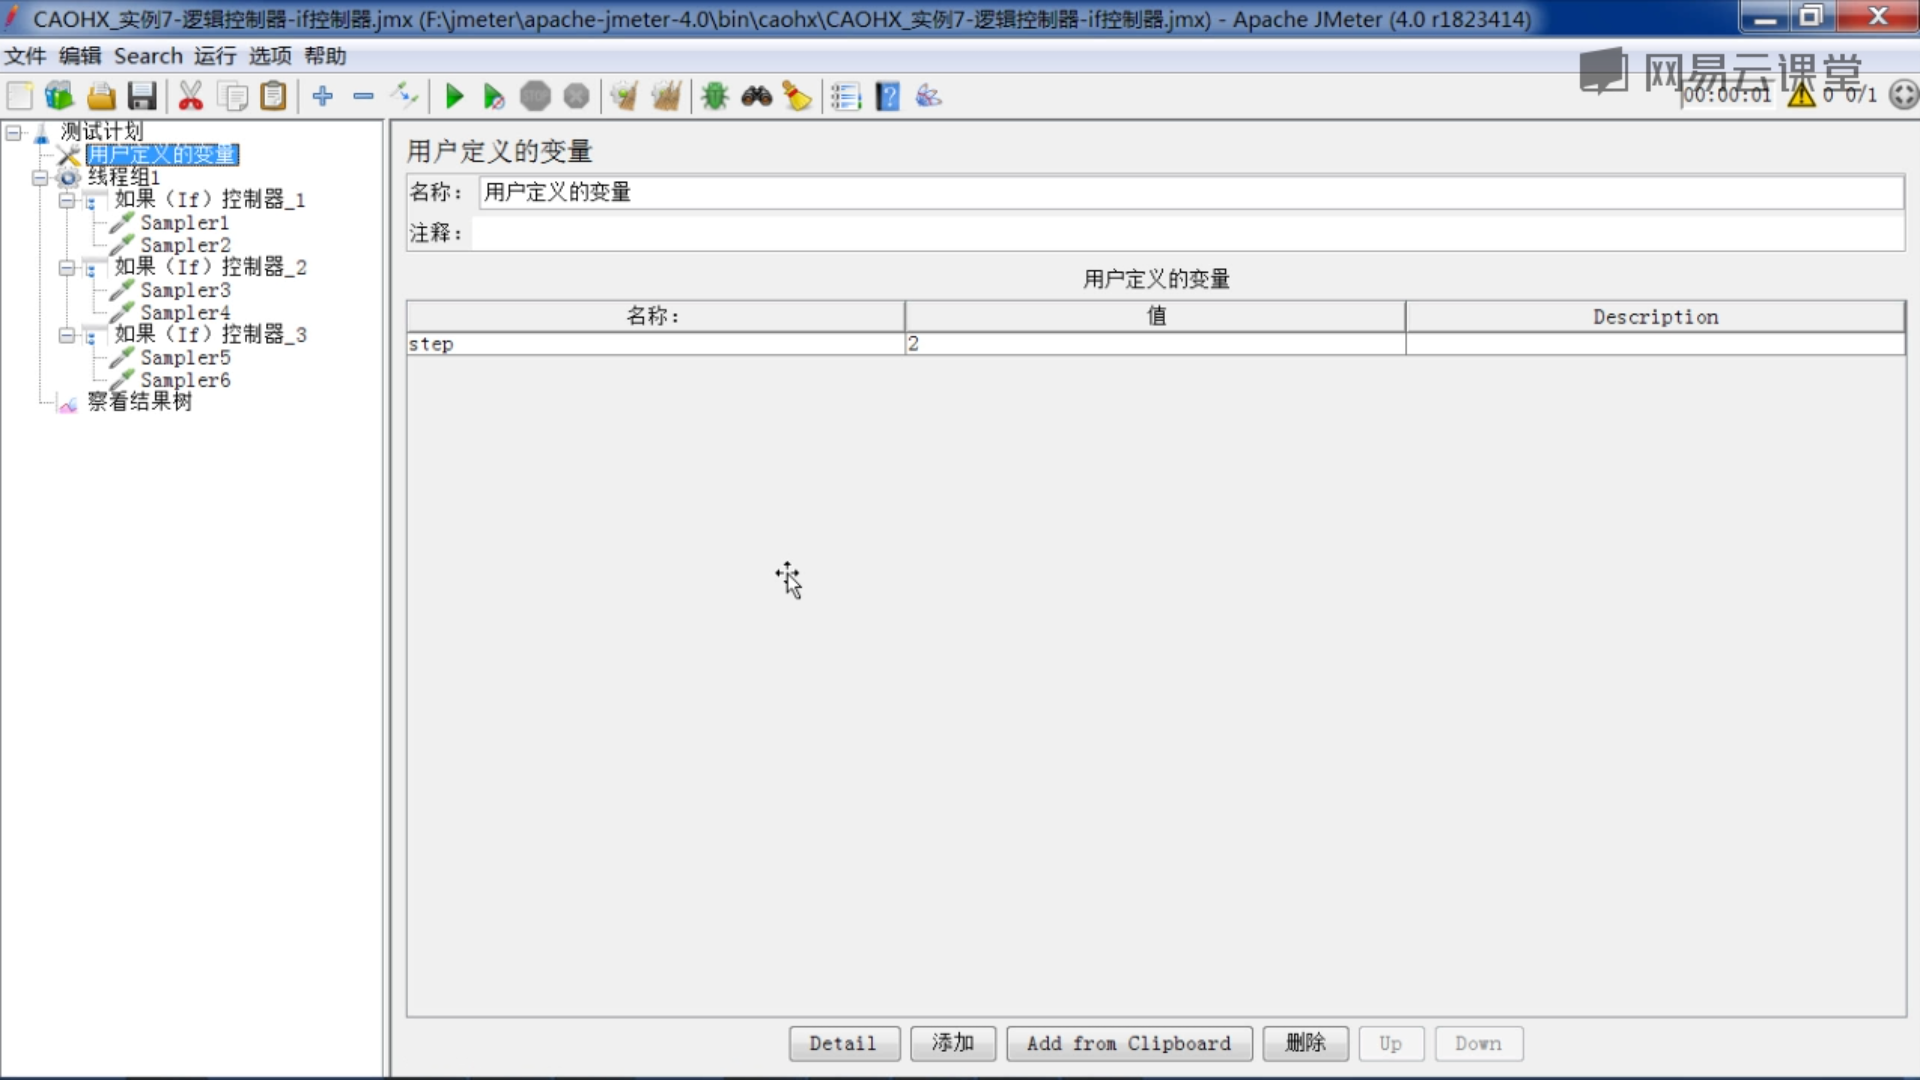 CAOHX_实例7-逻辑控制器-if控制器.jmx (F:\jmeter\apache-jmeter-4.0\bin\caohx\CAOHX_实例7-逻辑控制器-if控制器.jmx) - Apache JMeter (4.0 r1823414)
文件 编辑 Search 运行 选项 帮助
网易云课堂
00:00:01 0 0/1
测试计划
用户定义的变量
线程组1
如果（If）控制器_1
Sampler1
Sampler2
如果（If）控制器_2
Sampler3
Sampler4
如果（If）控制器_3
Sampler5
Sampler6
察看结果树
用户定义的变量
名称： 用户定义的变量
注释：
用户定义的变量
名称： 值 Description
step 2
Detail 添加 Add from Clipboard 删除 Up Down